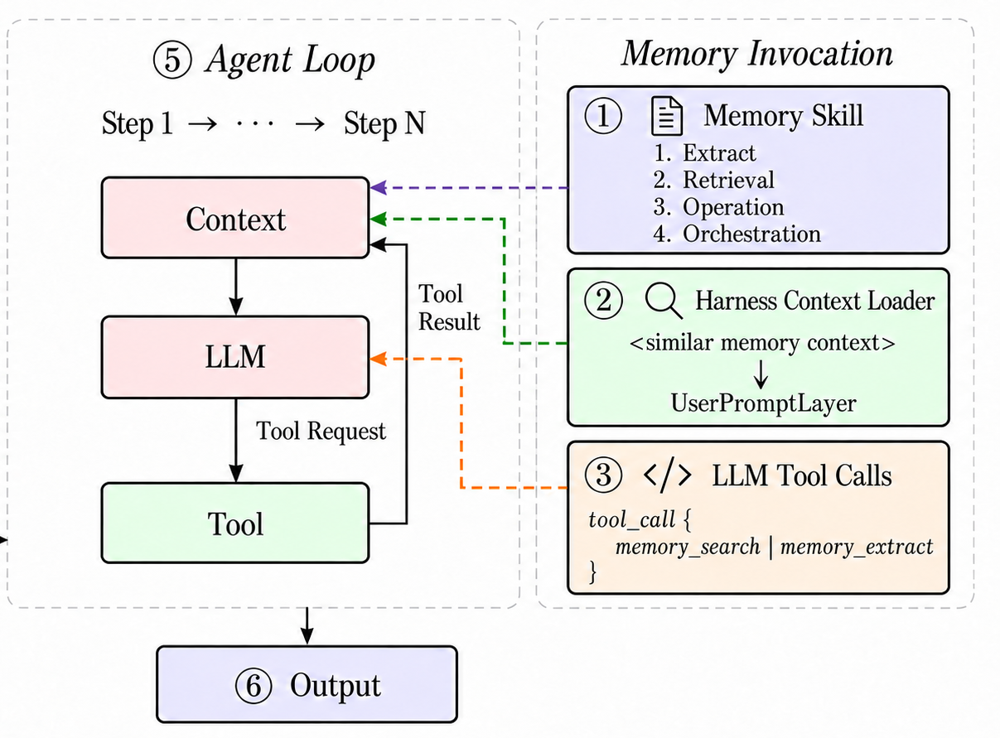 ⑤ Agent Loop
Step 1 → · · · → Step N
Context
Tool
Result
LLM
Tool Request
Tool
⑥ Output
Memory Invocation
① Memory Skill
1. Extract
2. Retrieval
3. Operation
4. Orchestration
② Harness Context Loader
<similar memory context>
↓
UserPromptLayer
③ </> LLM Tool Calls
tool_call {
memory_search | memory_extract
}